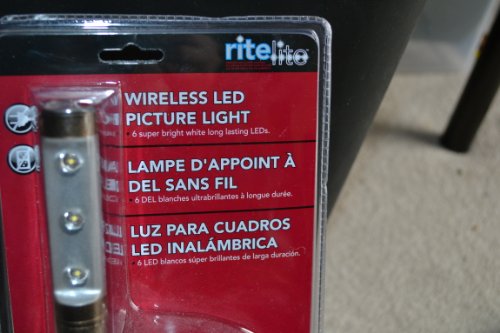 ritelite
WIRELESS LED
PICTURE LIGHT
• 6 super bright white long lasting LEDs.
LAMPE D'APPOINT À
DEL SANS FIL
• 6 DEL blanches ultrabrillantes à longue durée.
LUZ PARA CUADROS
LED INALÁMBRICA
• 6 LED blancos súper brillantes de larga duración.